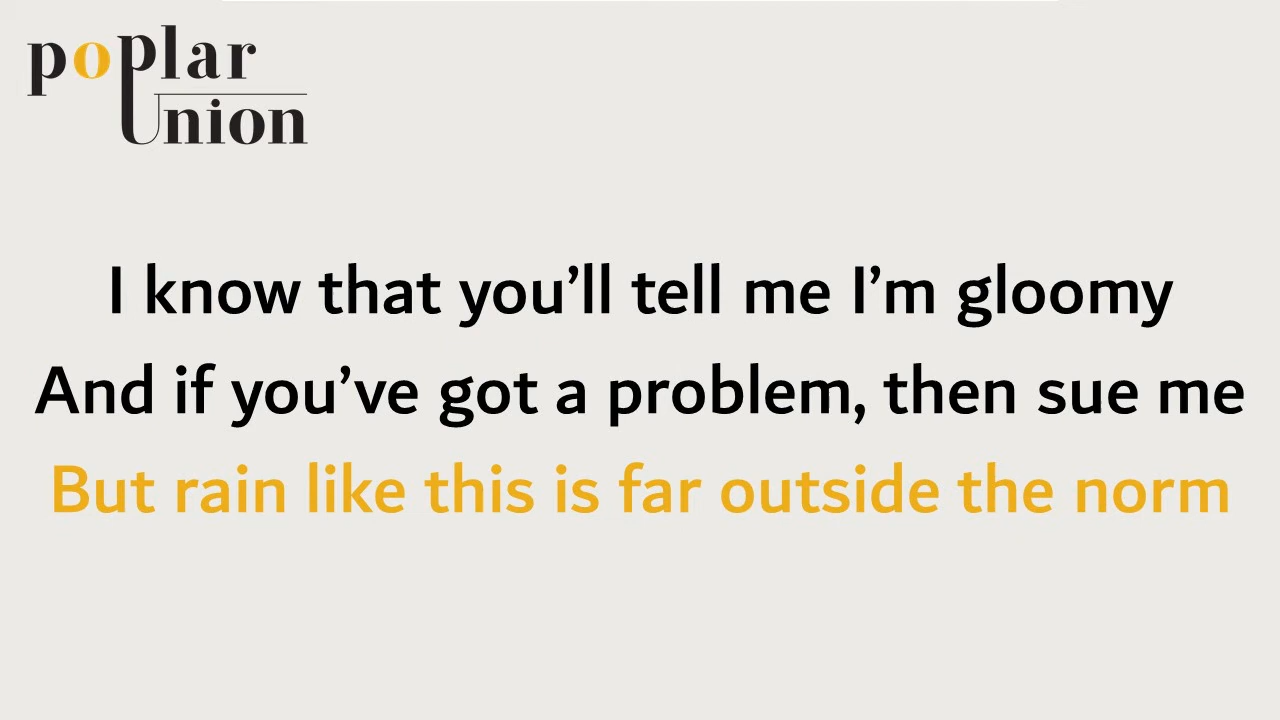 poplar
Union
I know that you’ll tell me I’m gloomy
And if you’ve got a problem, then sue me
But rain like this is far outside the norm